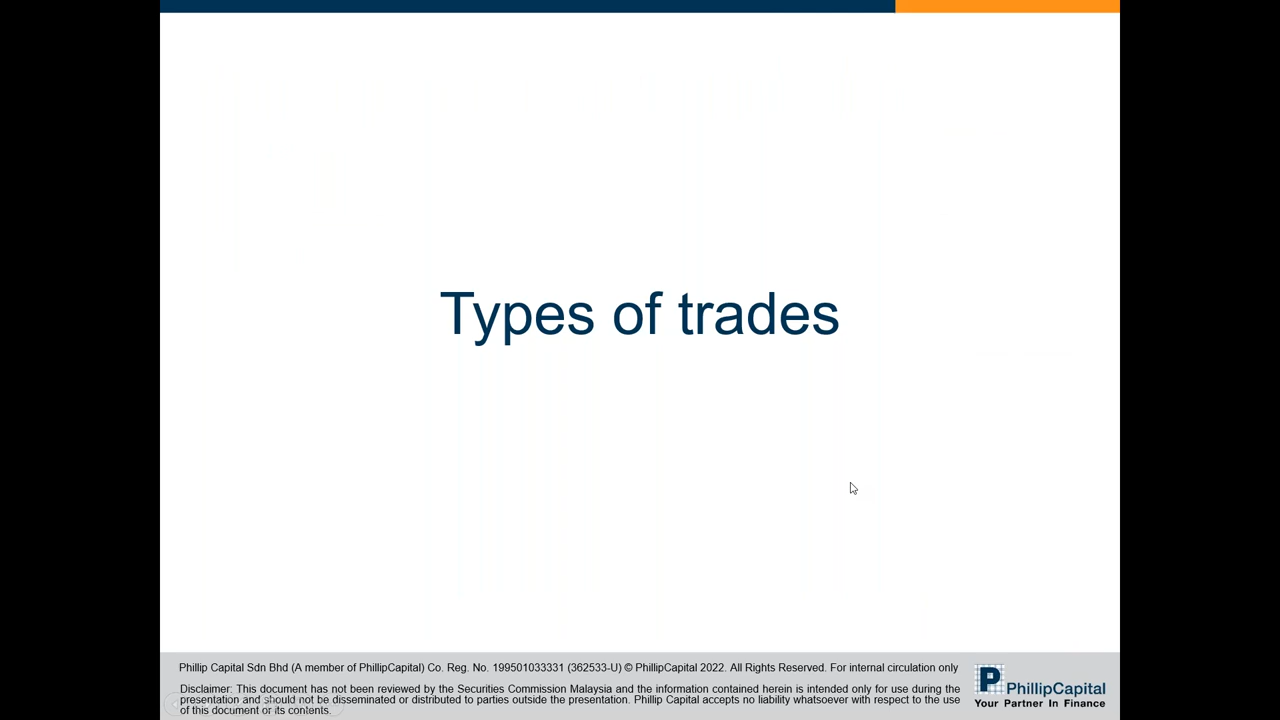 Types of trades
Phillip Capital Sdn Bhd (A member of PhillipCapital) Co. Reg. No. 199501033331 (362533-U) © PhillipCapital 2022. All Rights Reserved. For internal circulation only
Disclaimer: This document has not been reviewed by the Securities Commission Malaysia and the information contained herein is intended only for use during the
presentation and should not be disseminated or distributed to parties outside the presentation. Phillip Capital accepts no liability whatsoever with respect to the use
of this document or its contents.
P PhillipCapital
Your Partner In Finance